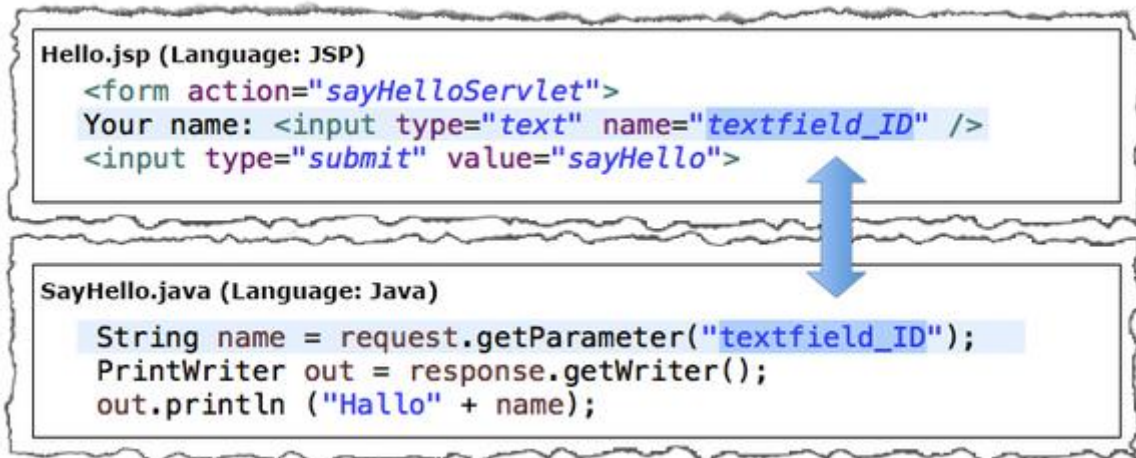 Hello.jsp (Language: JSP)
<form action="sayHelloServlet">
Your name: <input type="text" name="textfield_ID" />
<input type="submit" value="sayHello">
SayHello.java (Language: Java)
String name = request.getParameter("textfield_ID");
PrintWriter out = response.getWriter();
out.println ("Hallo" + name);